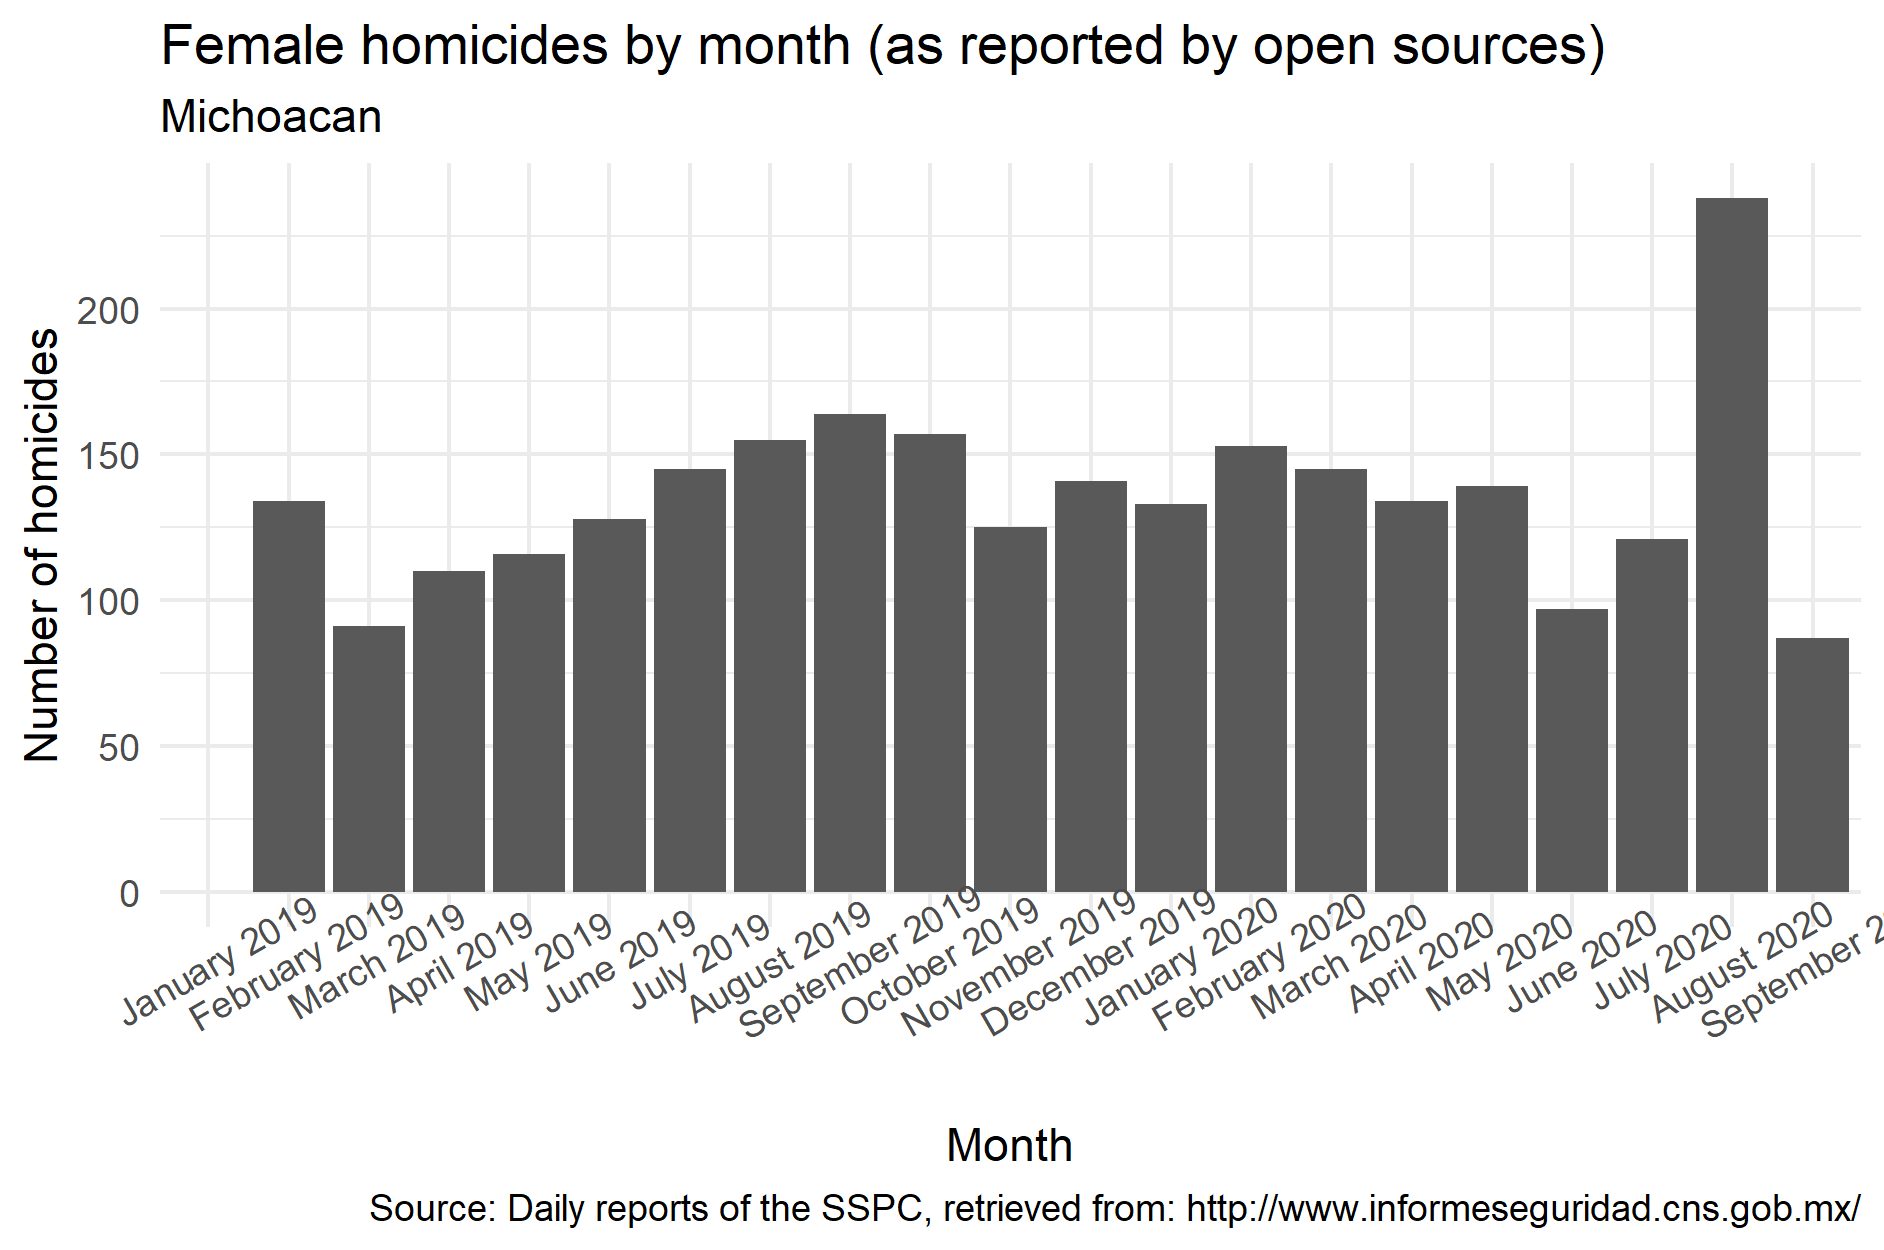 Female homicides by month (as reported by open sources)
Michoacan
Number of homicides
200
150
100
50
0
January 2019
February 2019
March 2019
April 2019
May 2019
June 2019
July 2019
August 2019
September 2019
October 2019
November 2019
December 2019
January 2020
February 2020
March 2020
April 2020
May 2020
June 2020
July 2020
August 2020
September 2
Month
Source: Daily reports of the SSPC, retrieved from: http://www.informeseguridad.cns.gob.mx/